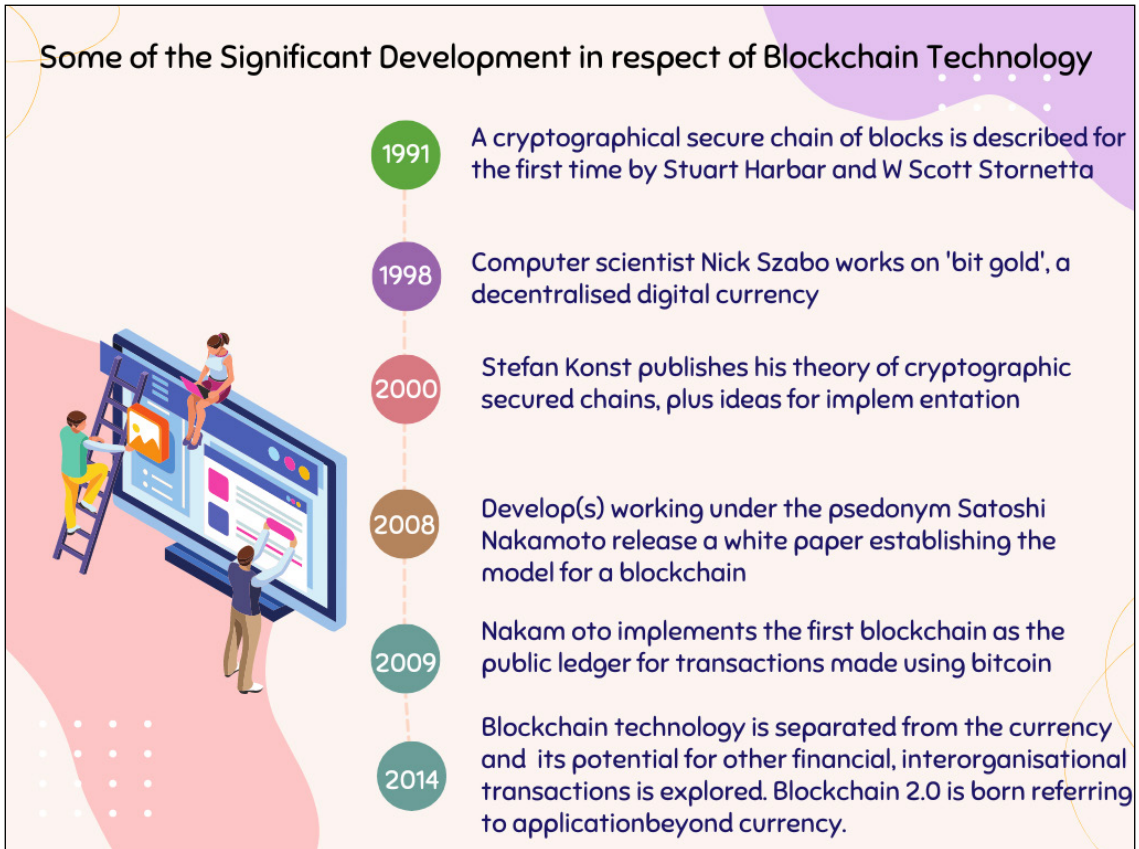 Some of the Significant Development in respect of Blockchain Technology
1991
A cryptographical secure chain of blocks is described for
the first time by Stuart Harbar and W Scott Stornetta
1998
Computer scientist Nick Szabo works on 'bit gold', a
decentralised digital currency
2000
Stefan Konst publishes his theory of cryptographic
secured chains, plus ideas for implem entation
2008
Develop(s) working under the psedonym Satoshi
Nakamoto release a white paper establishing the
model for a blockchain
2009
Nakam oto implements the first blockchain as the
public ledger for transactions made using bitcoin
2014
Blockchain technology is separated from the currency
and its potential for other financial, interorganisational
transactions is explored. Blockchain 2.0 is born referring
to applicationbeyond currency.